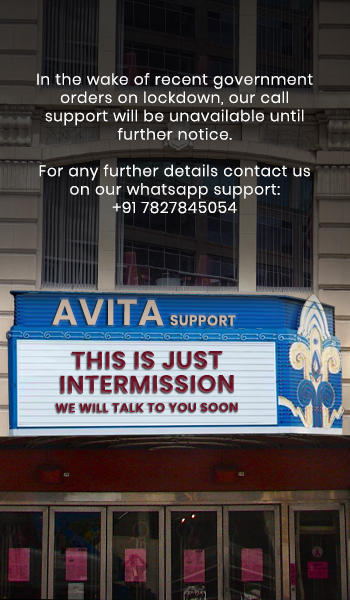 In the wake of recent government
orders on lockdown, our call
support will be unavailable until
further notice.
For any further details contact us
on our whatsapp support:
+91 7827845054
AVITA SUPPORT
THIS IS JUST
INTERMISSION
WE WILL TALK TO YOU SOON